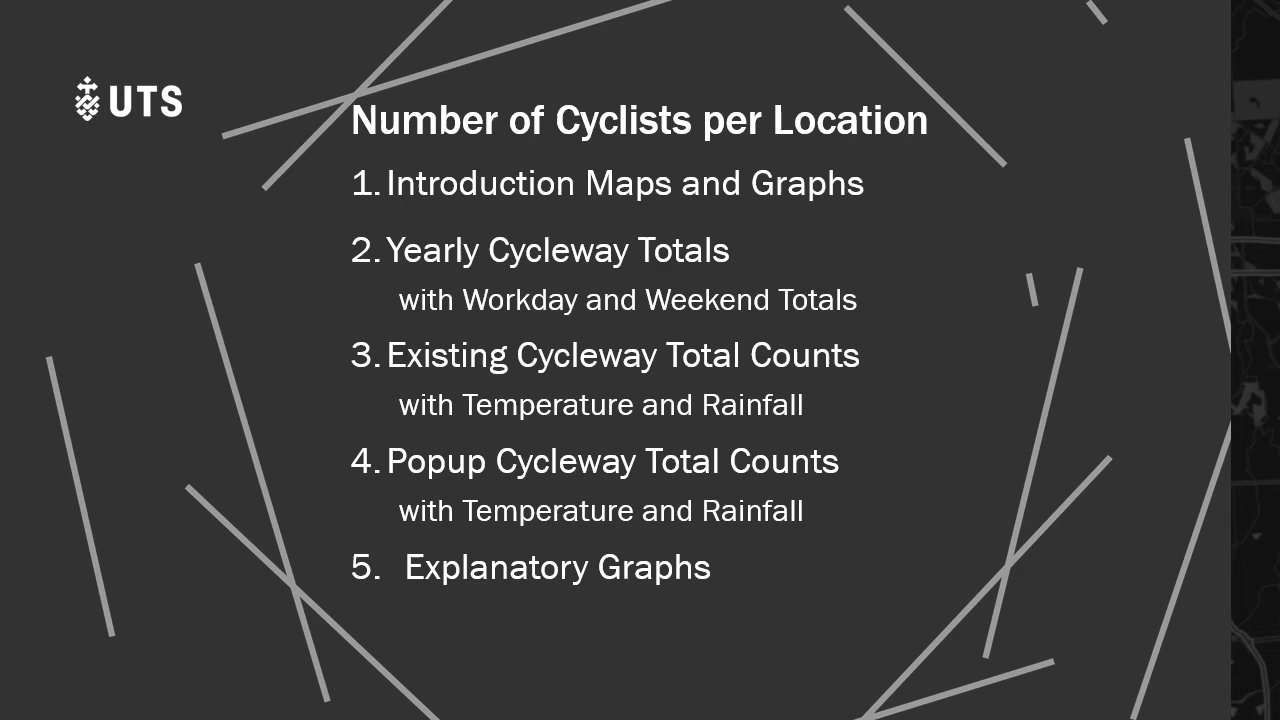 UTS
Number of Cyclists per Location
1. Introduction Maps and Graphs
2. Yearly Cycleway Totals
with Workday and Weekend Totals
3. Existing Cycleway Total Counts
with Temperature and Rainfall
4. Popup Cycleway Total Counts
with Temperature and Rainfall
5. Explanatory Graphs